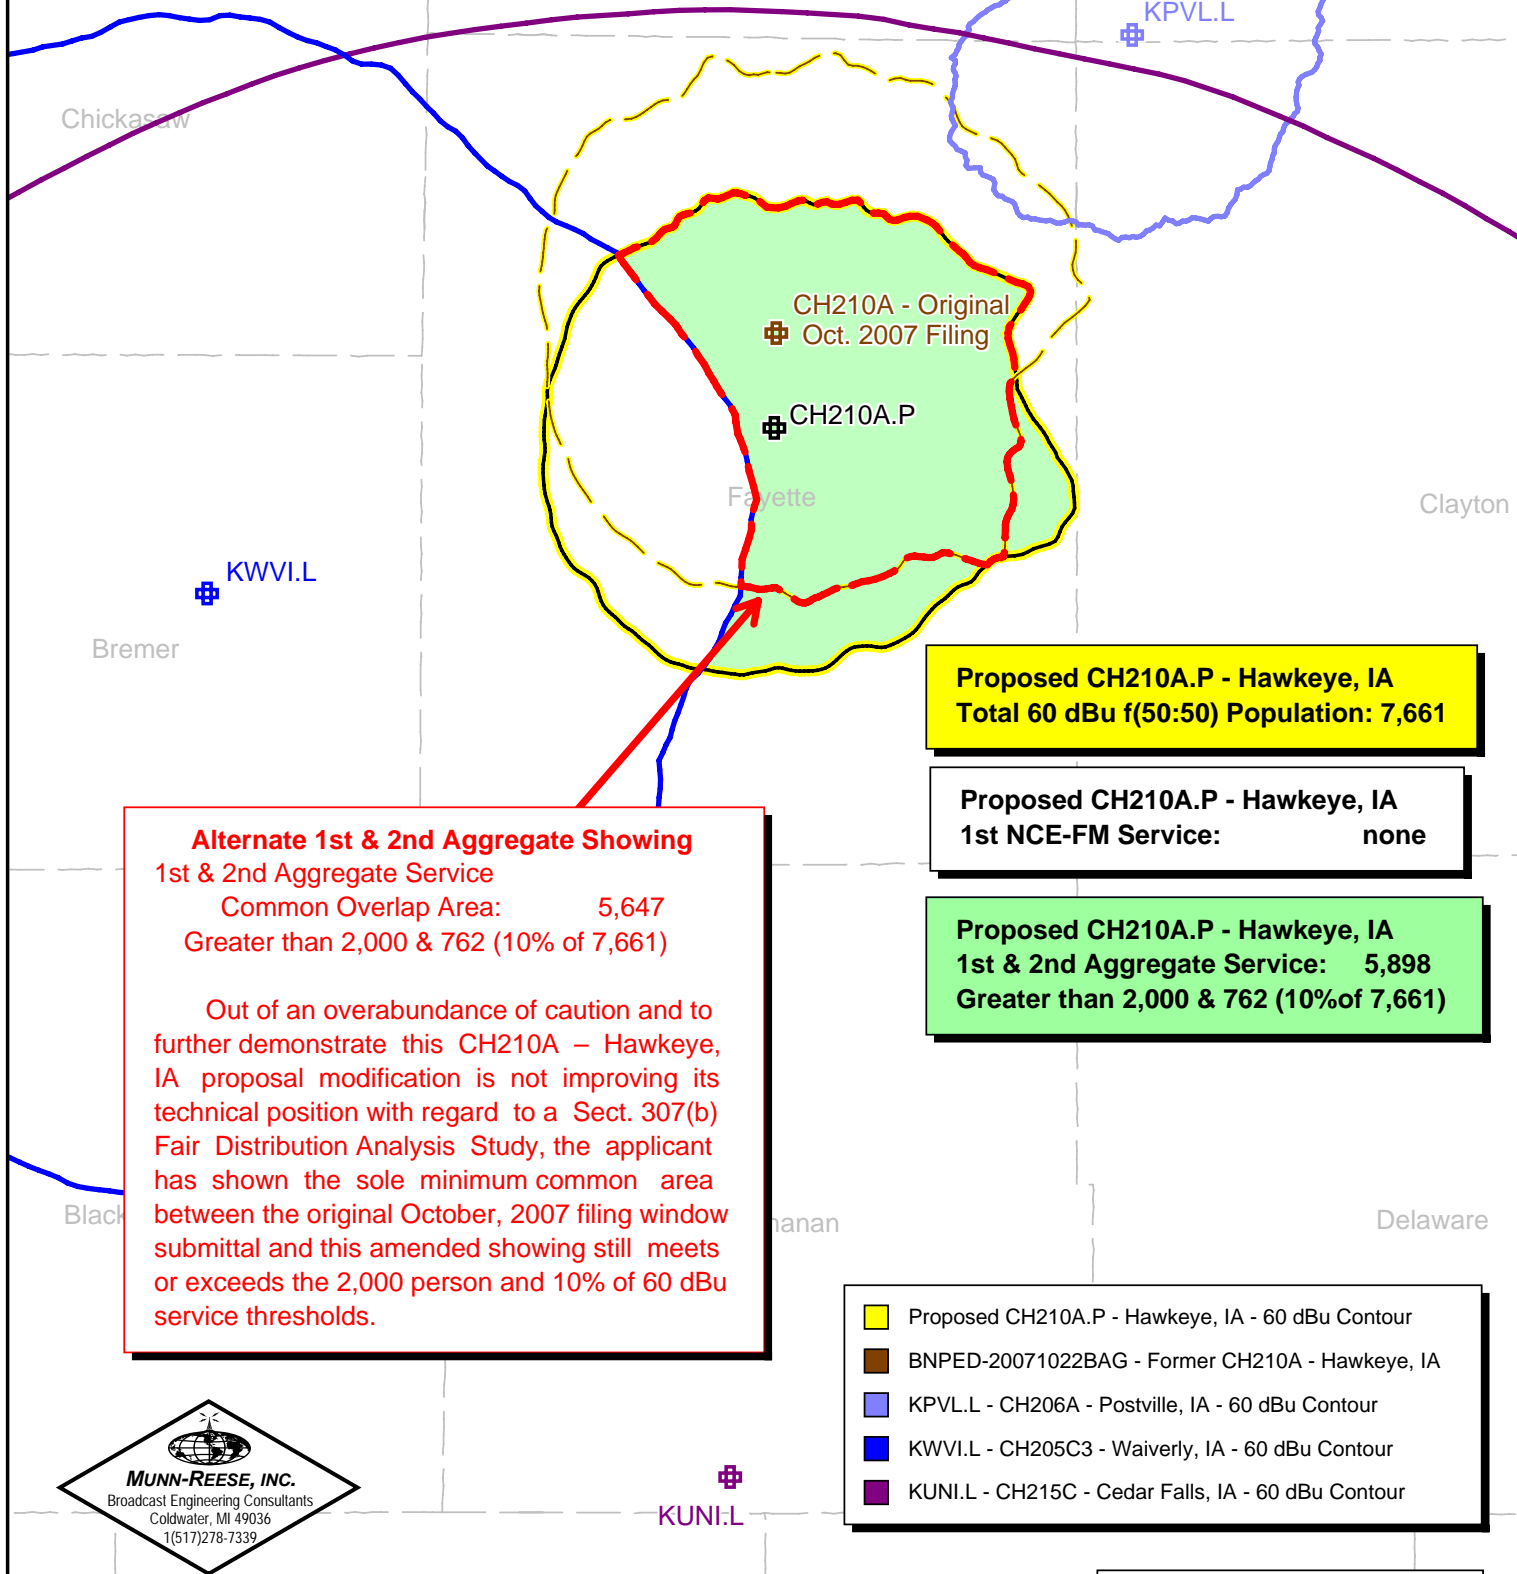 KPVL.L
Chickasaw
CH210A - Original
Oct. 2007 Filing
CH210A.P
Fayette
Clayton
KWVI.L
Bremer
Proposed CH210A.P - Hawkeye, IA
Total 60 dBu f(50:50) Population: 7,661
Proposed CH210A.P - Hawkeye, IA
1st NCE-FM Service: none
Proposed CH210A.P - Hawkeye, IA
1st & 2nd Aggregate Service: 5,898
Greater than 2,000 & 762 (10%of 7,661)
Alternate 1st & 2nd Aggregate Showing
1st & 2nd Aggregate Service
Common Overlap Area: 5,647
Greater than 2,000 & 762 (10% of 7,661)
Out of an overabundance of caution and to
further demonstrate this CH210A – Hawkeye,
IA proposal modification is not improving its
technical position with regard to a Sect. 307(b)
Fair Distribution Analysis Study, the applicant
has shown the sole minimum common area
between the original October, 2007 filing window
submittal and this amended showing still meets
or exceeds the 2,000 person and 10% of 60 dBu
service thresholds.
Black
hanan
Delaware
Proposed CH210A.P - Hawkeye, IA - 60 dBu Contour
BNPED-20071022BAG - Former CH210A - Hawkeye, IA
KPVL.L - CH206A - Postville, IA - 60 dBu Contour
KWVI.L - CH205C3 - Waiverly, IA - 60 dBu Contour
KUNI.L - CH215C - Cedar Falls, IA - 60 dBu Contour
MUNN-REESE, INC.
Broadcast Engineering Consultants
Coldwater, MI 49036
1(517)278-7339
KUNI.L